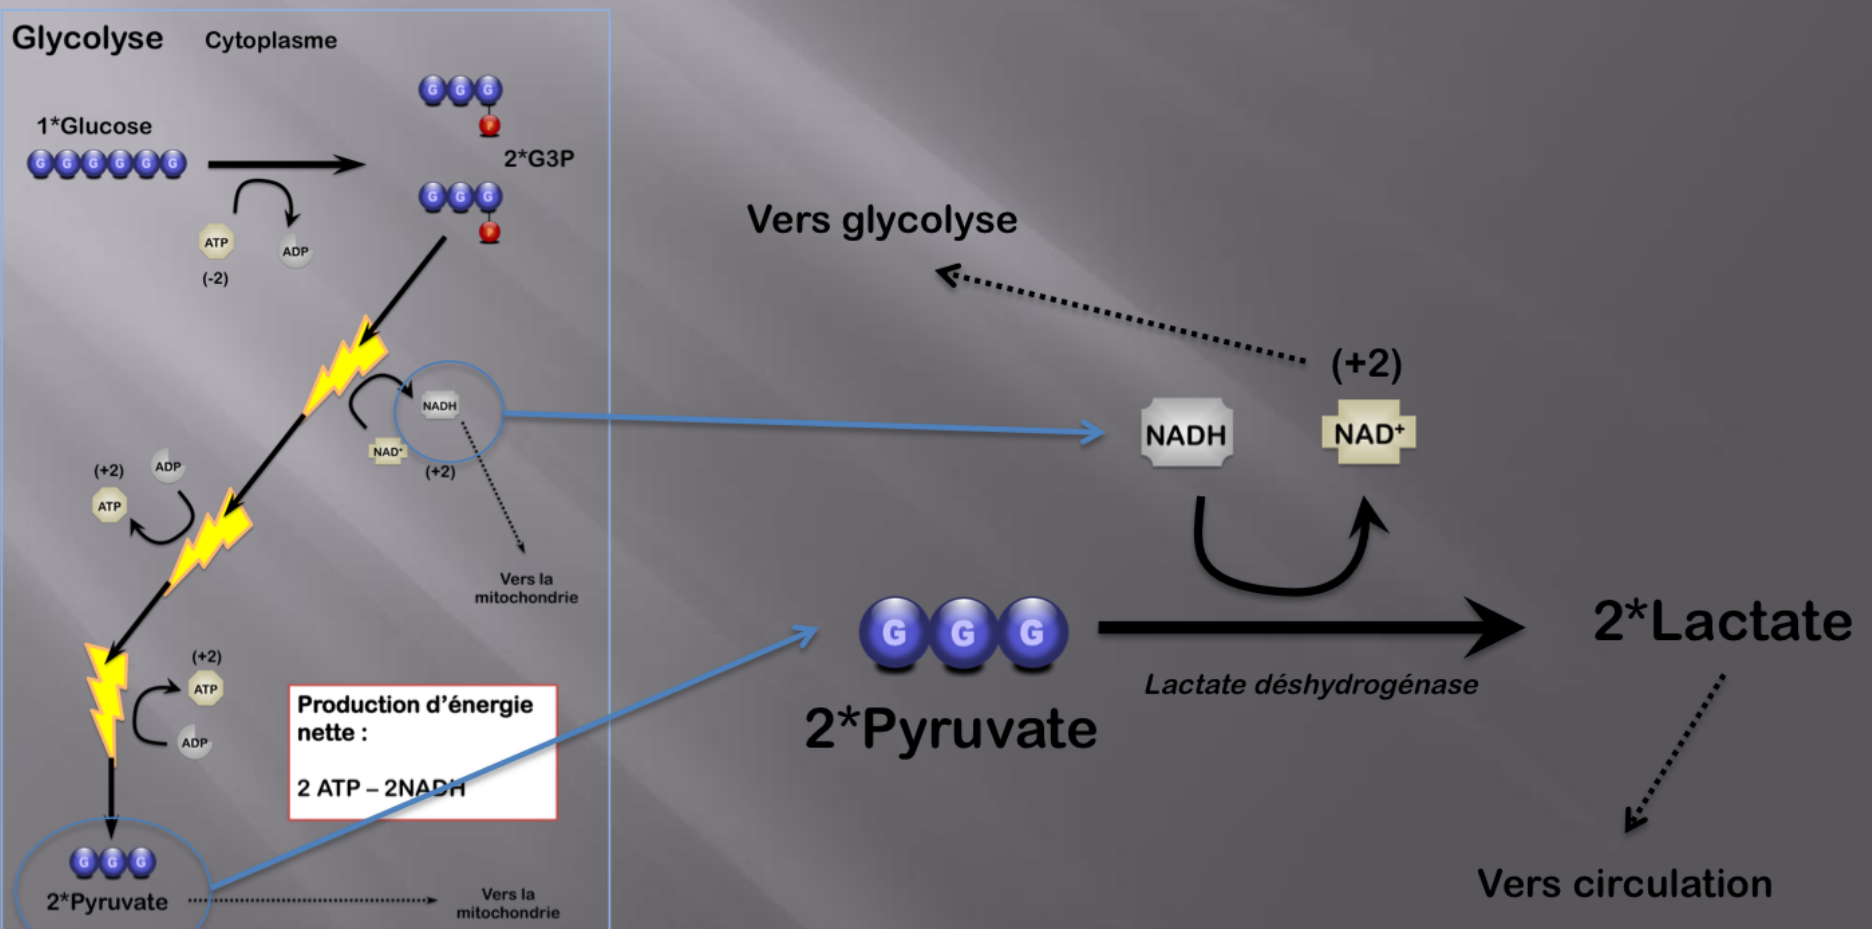 Glycolyse
Cytoplasme
1*Glucose
G G G G G G
G G G
P
2*G3P
G G G
P
ATP
ADP
(-2)
NADH
NAD+
(+2)
(+2)
ADP
ATP
Vers la
mitochondrie
(+2)
ATP
ADP
Production d’énergie
nette :
2 ATP – 2NADH
G G G
2*Pyruvate
Vers la
mitochondrie
Vers glycolyse
(+2)
NADH
NAD+
G G G
2*Pyruvate
Lactate déshydrogénase
2*Lactate
Vers circulation